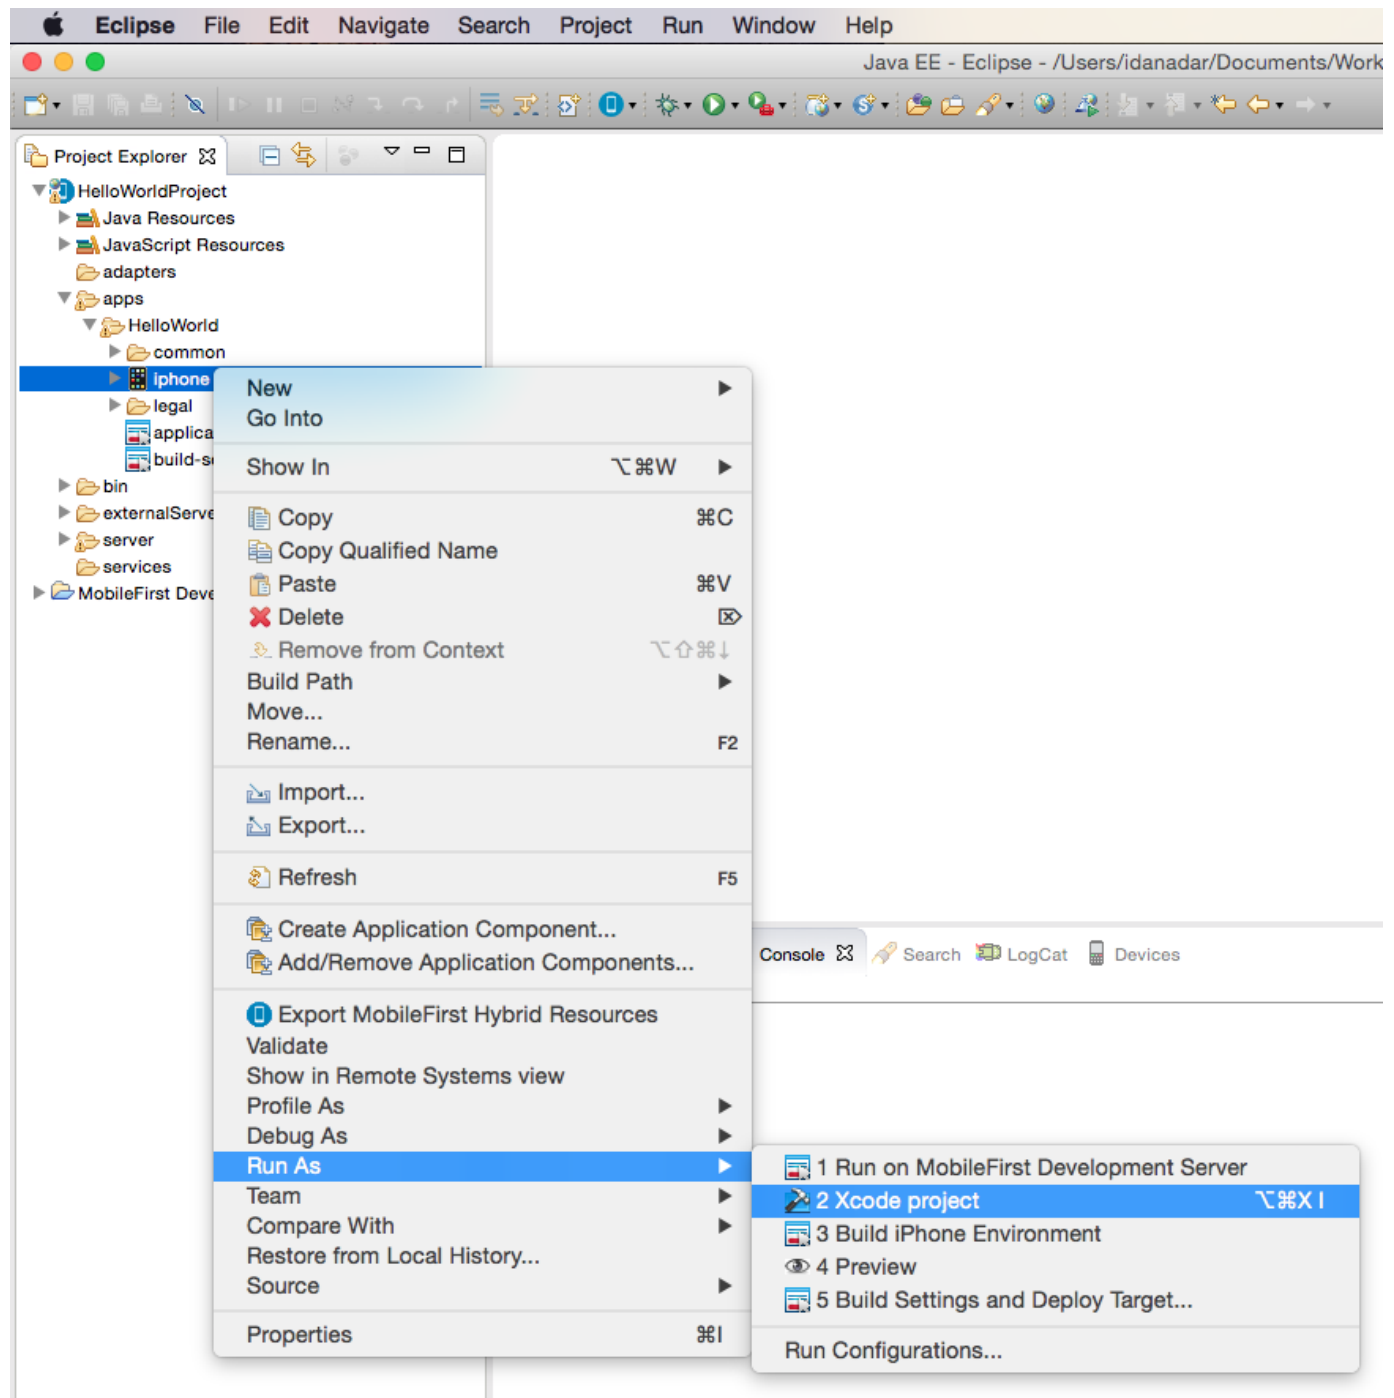 Eclipse File Edit Navigate Search Project Run Window Help
Java EE - Eclipse - /Users/idanadar/Documents/Work
Project Explorer
HelloWorldProject
Java Resources
JavaScript Resources
adapters
apps
HelloWorld
common
iphone
legal
applica
build-s
bin
externalServe
server
services
MobileFirst Deve
New
Go Into
Show In ⌥⌘W
Copy ⌘C
Copy Qualified Name
Paste ⌘V
Delete ⌦
Remove from Context ⌥⇧⌘↓
Build Path
Move...
Rename... F2
Import...
Export...
Refresh F5
Create Application Component...
Add/Remove Application Components...
Export MobileFirst Hybrid Resources
Validate
Show in Remote Systems view
Profile As
Debug As
Run As
Team
Compare With
Restore from Local History...
Source
Properties ⌘I
1 Run on MobileFirst Development Server
2 Xcode project ⌥⌘X I
3 Build iPhone Environment
4 Preview
5 Build Settings and Deploy Target...
Run Configurations...
Console Search LogCat Devices